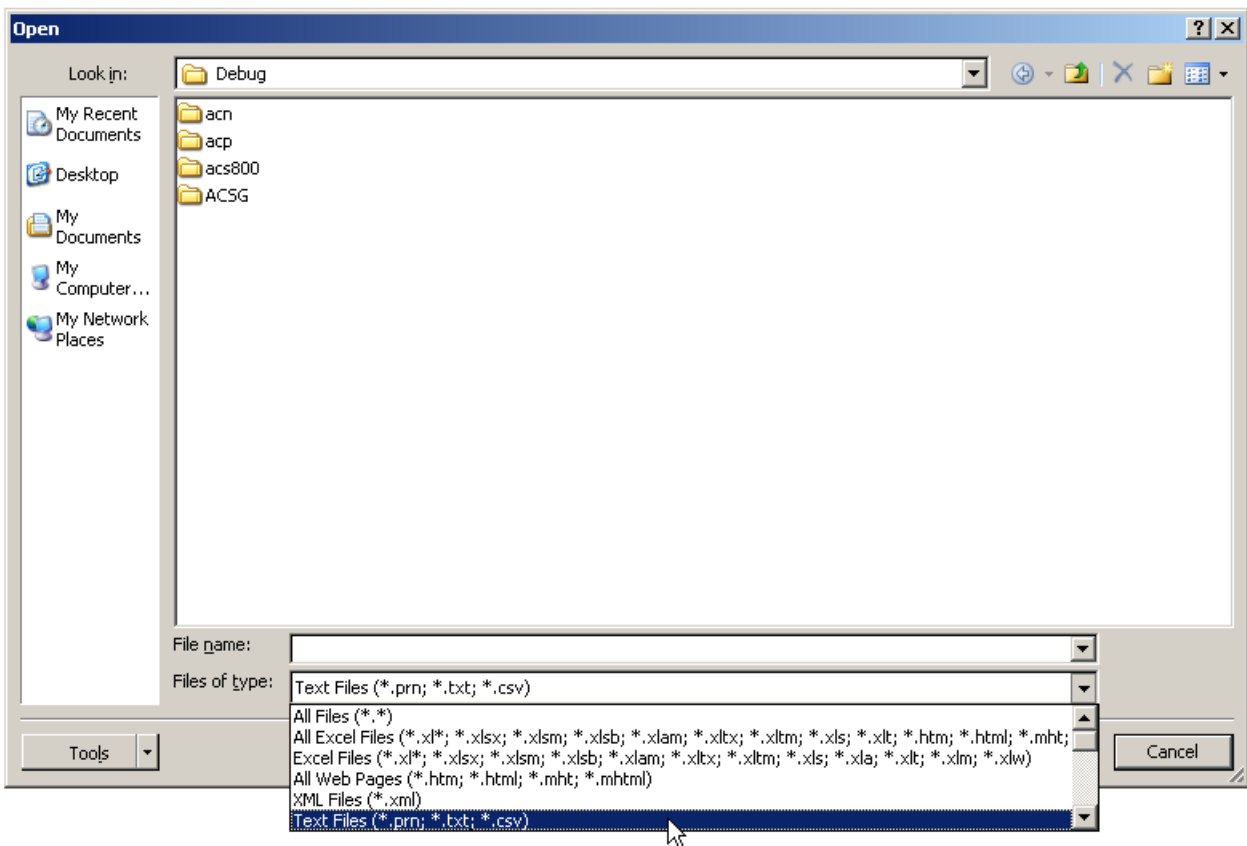 Open
Look in:
Debug
My Recent
Documents
Desktop
My
Documents
My
Computer...
My Network
Places
acn
acp
acs800
ACSG
File name:
Files of type:
Text Files (*.prn; *.txt; *.csv)
All Files (*.*)
All Excel Files (*.xl*; *.xlsx; *.xlsm; *.xlsb; *.xlam; *.xltx; *.xltm; *.xls; *.xlt; *.htm; *.html; *.mht;
Excel Files (*.xl*; *.xlsx; *.xlsm; *.xlsb; *.xlam; *.xltx; *.xltm; *.xls; *.xla; *.xlt; *.xlm; *.xlw)
All Web Pages (*.htm; *.html; *.mht; *.mhtml)
XML Files (*.xml)
Text Files (*.prn; *.txt; *.csv)
Tools
Cancel